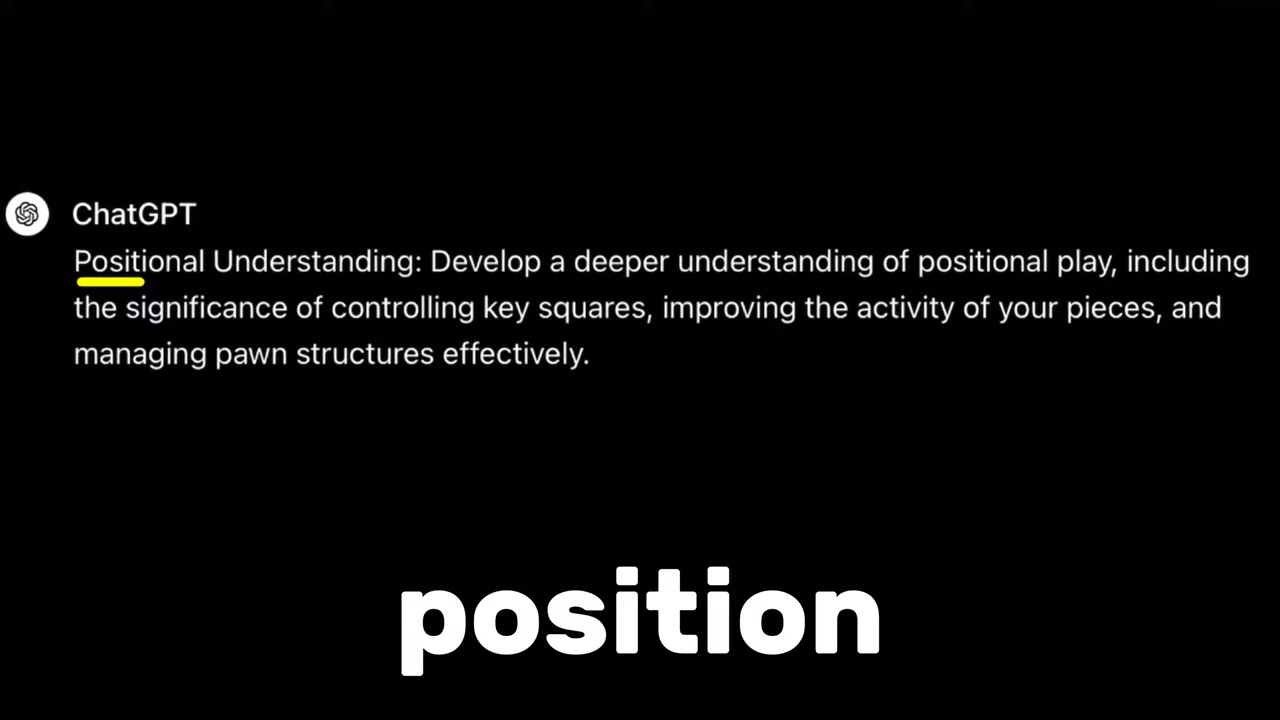 ChatGPT
Positional Understanding: Develop a deeper understanding of positional play, including
the significance of controlling key squares, improving the activity of your pieces, and
managing pawn structures effectively.
position